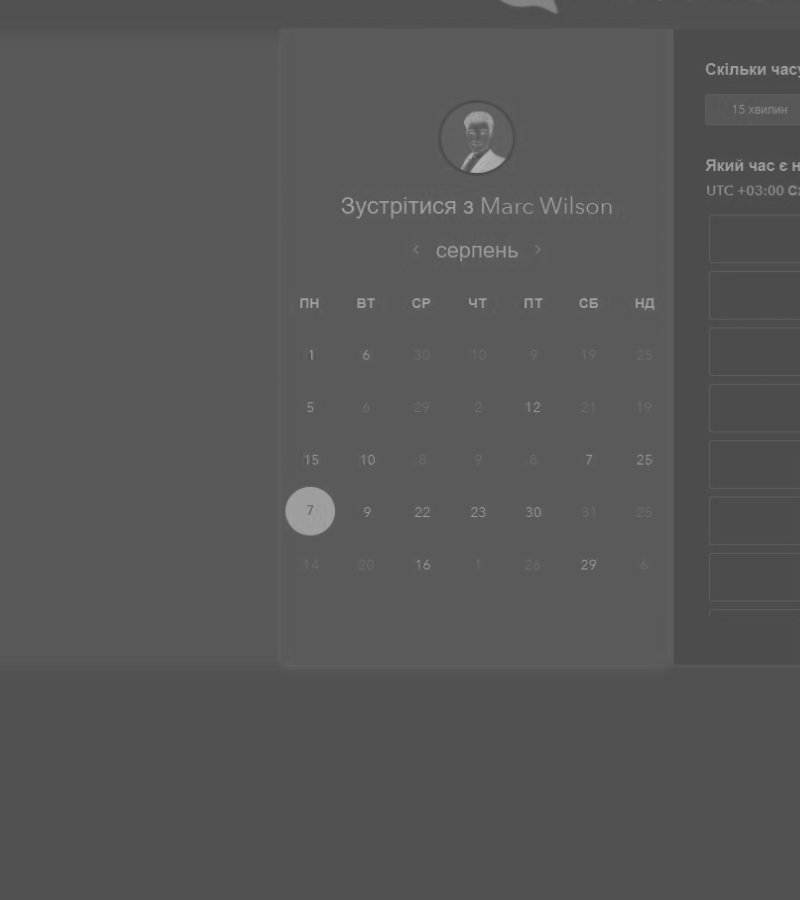 Скільки часу
15 хвилин
Який час є н
UTC +03:00
Зустрітися з Marc Wilson
серпень
ПН ВТ СР ЧТ ПТ СБ НД
1 6 30 10 9 19 25
5 6 29 2 12 21 19
15 10 8 9 8 7 25
7 9 22 23 30 31 25
14 20 16 1 26 29 6